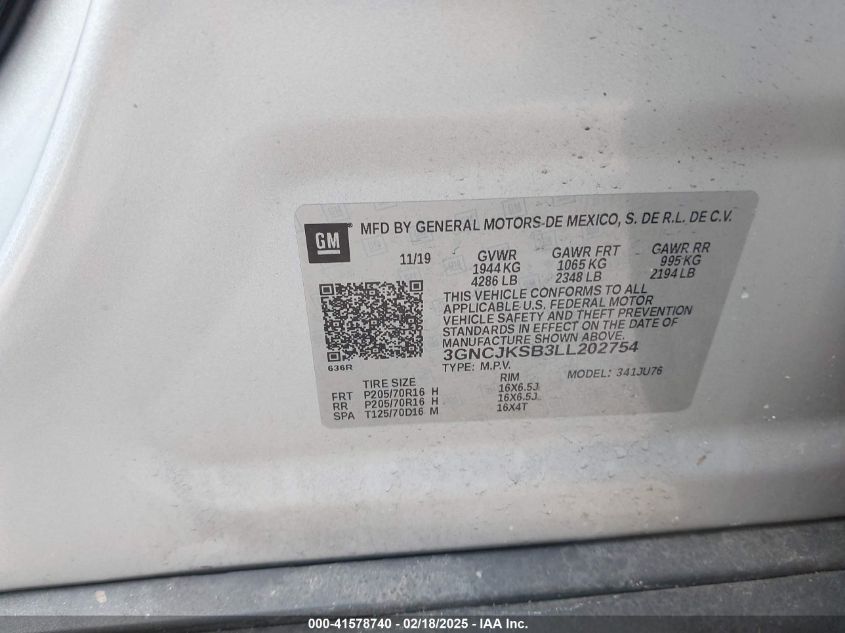 GM
MFD BY GENERAL MOTORS DE MEXICO, S. DE R.L. DE C.V.
11/19 GVWR GAWR FRT GAWR RR
1944 KG 1065 KG 995 KG
4286 LB 2348 LB 2194 LB
THIS VEHICLE CONFORMS TO ALL
APPLICABLE U.S. FEDERAL MOTOR
VEHICLE SAFETY AND THEFT PREVENTION
STANDARDS IN EFFECT ON THE DATE OF
MANUFACTURE SHOWN ABOVE.
3GNCJKSB3LL202754
636R TYPE: M.P.V. MODEL: 341JU76
TIRE SIZE RIM
FRT P205/70R16 H 16X6.5J
RR P205/70R16 H 16X6.5J
SPA T125/70D16 M 16X4T
000-41578740 - 02/18/2025 - IAAI.COM